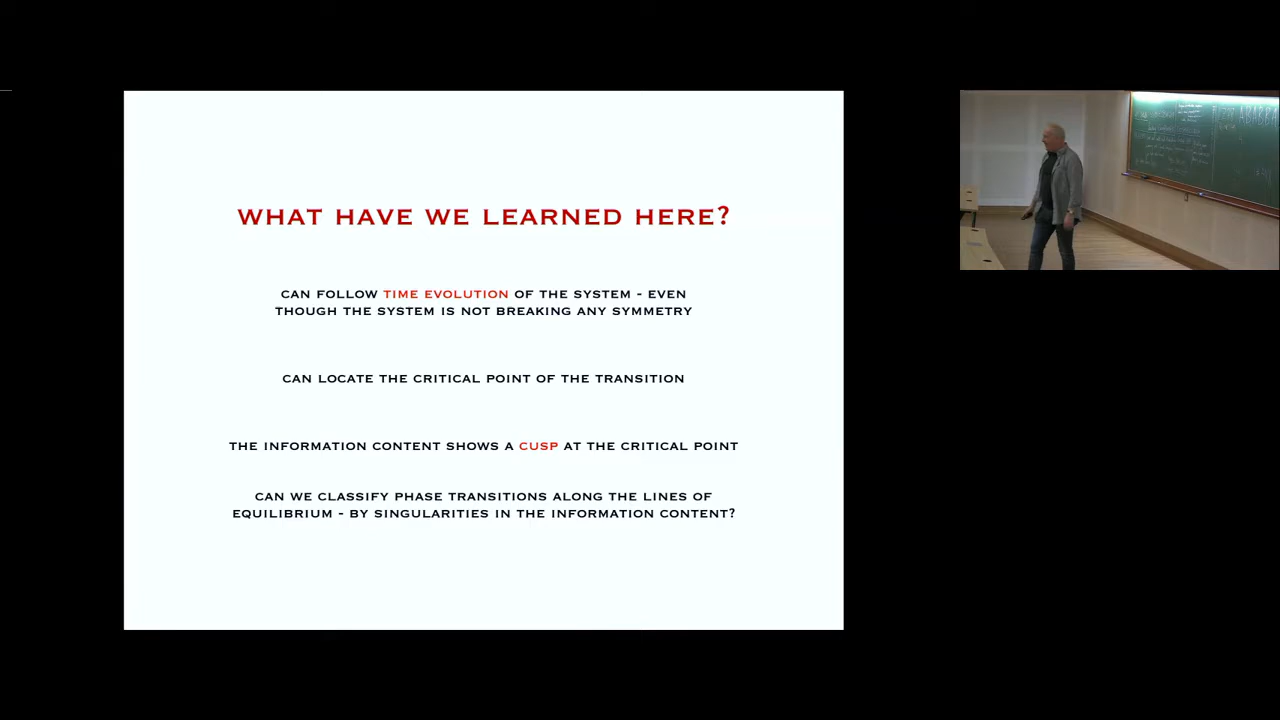 WHAT HAVE WE LEARNED HERE?
CAN FOLLOW TIME EVOLUTION OF THE SYSTEM - EVEN
THOUGH THE SYSTEM IS NOT BREAKING ANY SYMMETRY
CAN LOCATE THE CRITICAL POINT OF THE TRANSITION
THE INFORMATION CONTENT SHOWS A CUSP AT THE CRITICAL POINT
CAN WE CLASSIFY PHASE TRANSITIONS ALONG THE LINES OF
EQUILIBRIUM - BY SINGULARITIES IN THE INFORMATION CONTENT?